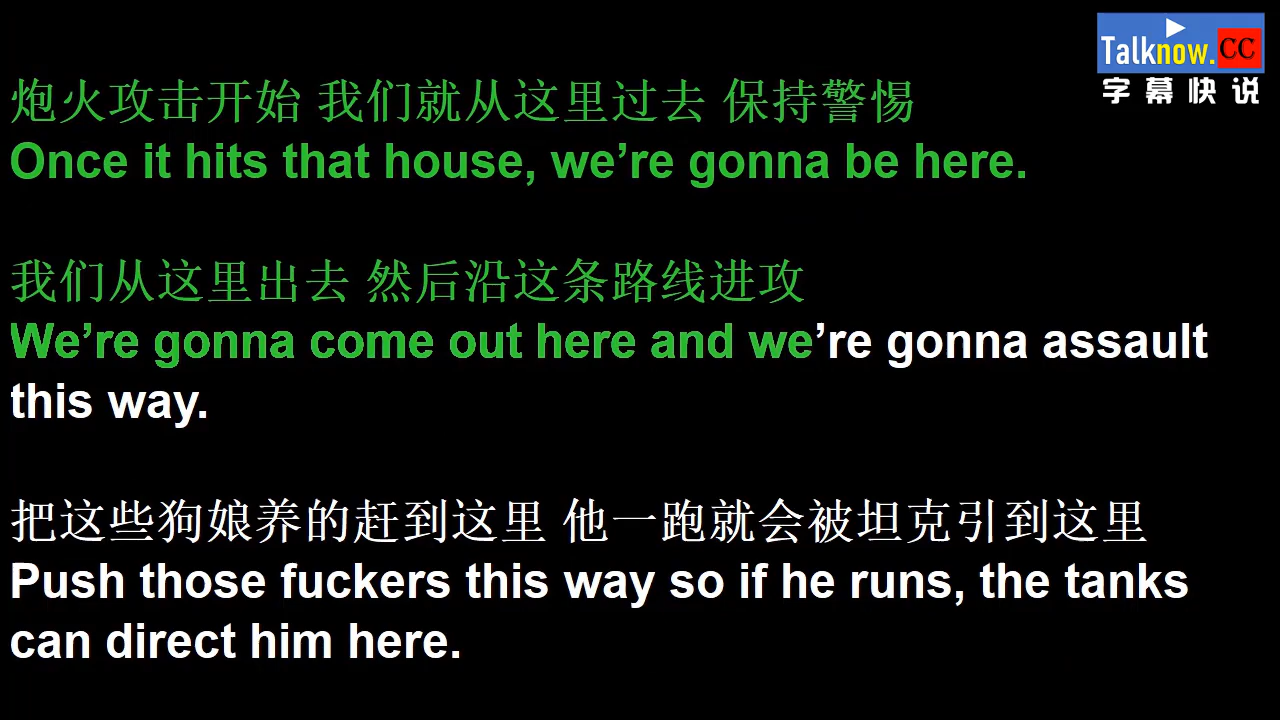 Talknow.CC
字幕快说
炮火攻击开始 我们就从这里过去 保持警惕
Once it hits that house, we’re gonna be here.
我们从这里出去 然后沿这条路线进攻
We’re gonna come out here and we’re gonna assault
this way.
把这些狗娘养的赶到这里 他一跑就会被坦克引到这里
Push those fuckers this way so if he runs, the tanks
can direct him here.